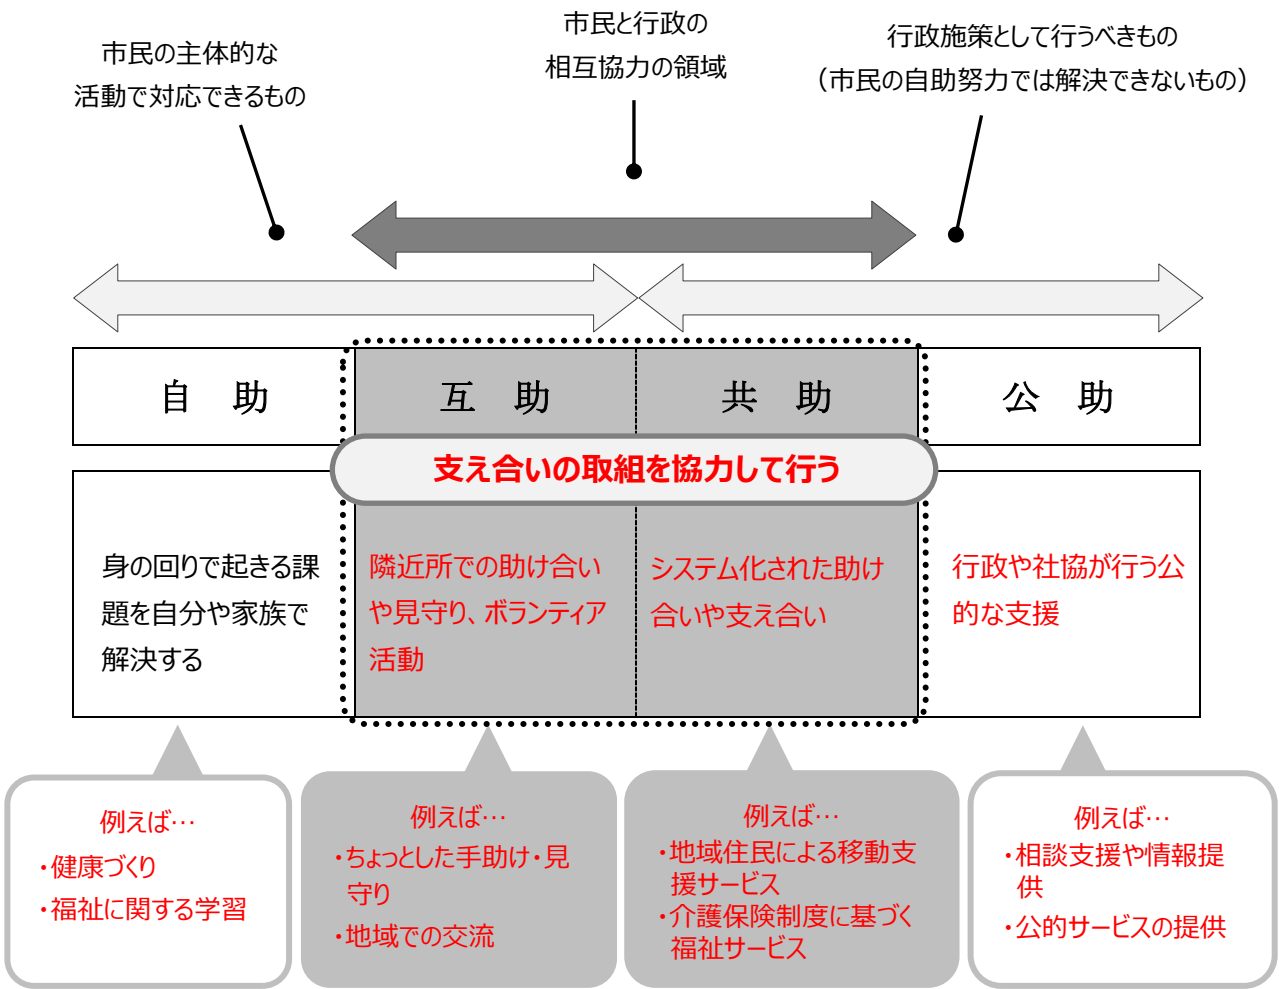 市民の主体的な
活動で対応できるもの
市民と行政の
相互協力の領域
行政施策として行うべきもの
（市民の自助努力では解決できないもの）
自　助
互　助
共　助
公　助
支え合いの取組を協力して行う
身の回りで起きる課
題を自分や家族で
解決する
隣近所での助け合い
や見守り、ボランティア
活動
システム化された助け
合いや支え合い
行政や社協が行う公
的な支援
例えば…
・健康づくり
・福祉に関する学習
例えば…
・ちょっとした手助け・見
守り
・地域での交流
例えば…
・地域住民による移動支
援サービス
・介護保険制度に基づく
福祉サービス
例えば…
・相談支援や情報提
供
・公的サービスの提供